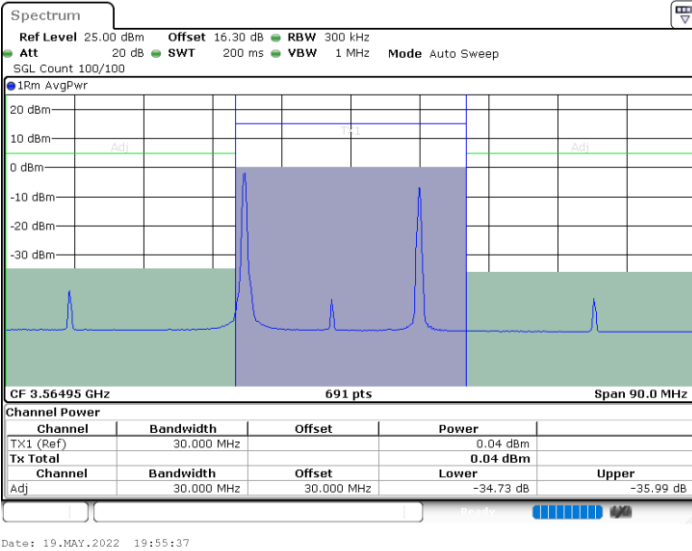 Spectrum
Ref Level 25.00 dBm Offset 16.30 dB RBW 300 kHz
Att 20 dB SWT 200 ms VBW 1 MHz Mode Auto Sweep
SGL Count 100/100
1Rm AvgPwr
20 dBm
TX1
10 dBm
Adj Adj
0 dBm
-10 dBm
-20 dBm
-30 dBm
CF 3.56495 GHz 691 pts Span 90.0 MHz
Channel Power
Channel Bandwidth Offset Power
TX1 (Ref) 30.000 MHz 0.04 dBm
Tx Total 0.04 dBm
Channel Bandwidth Offset Lower Upper
Adj 30.000 MHz 30.000 MHz -34.73 dB -35.99 dB
Ready
Date: 19.MAY.2022 19:55:37